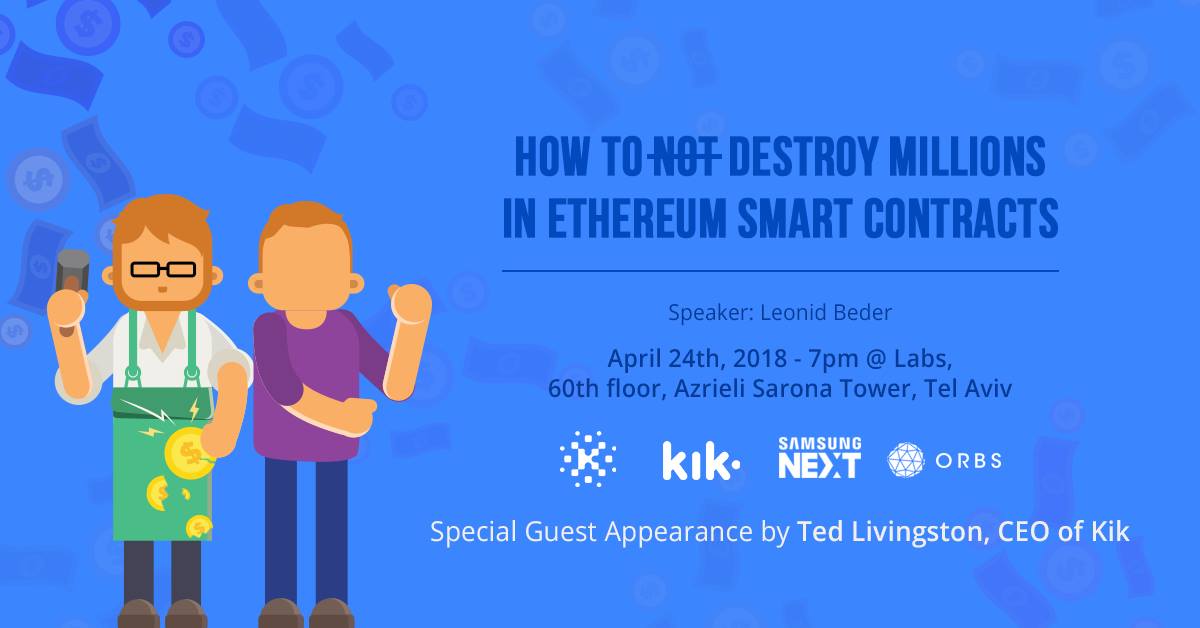 HOW TO NOT DESTROY MILLIONS
IN ETHEREUM SMART CONTRACTS
Speaker: Leonid Beder
April 24th, 2018 - 7pm @ Labs,
60th floor, Azrieli Sarona Tower, Tel Aviv
K kik SAMSUNG NEXT ORBS
Special Guest Appearance by Ted Livingston, CEO of Kik